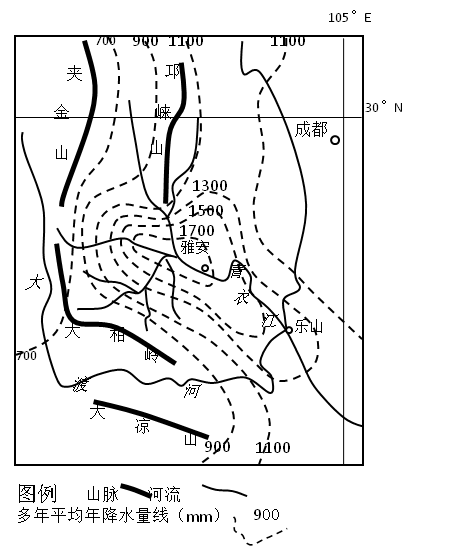 105° E
700 900 1100 1100
夹金山
邛崃山
30° N
成都
1300
1500
1700
雅安
青衣江
大渡河
乐山
大相岭
700
大凉山
900 1100
图例 山脉 河流
多年平均年降水量线（mm） 900